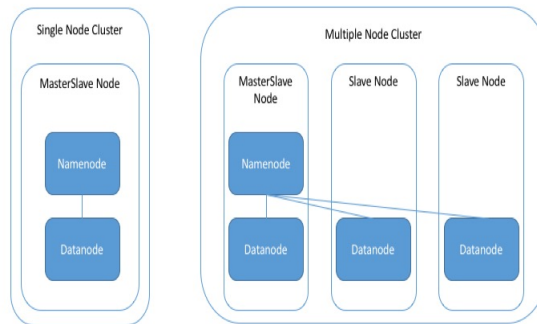 Single Node Cluster
MasterSlave Node
Namenode
Datanode
Multiple Node Cluster
MasterSlave
Node
Namenode
Datanode
Slave Node
Datanode
Slave Node
Datanode